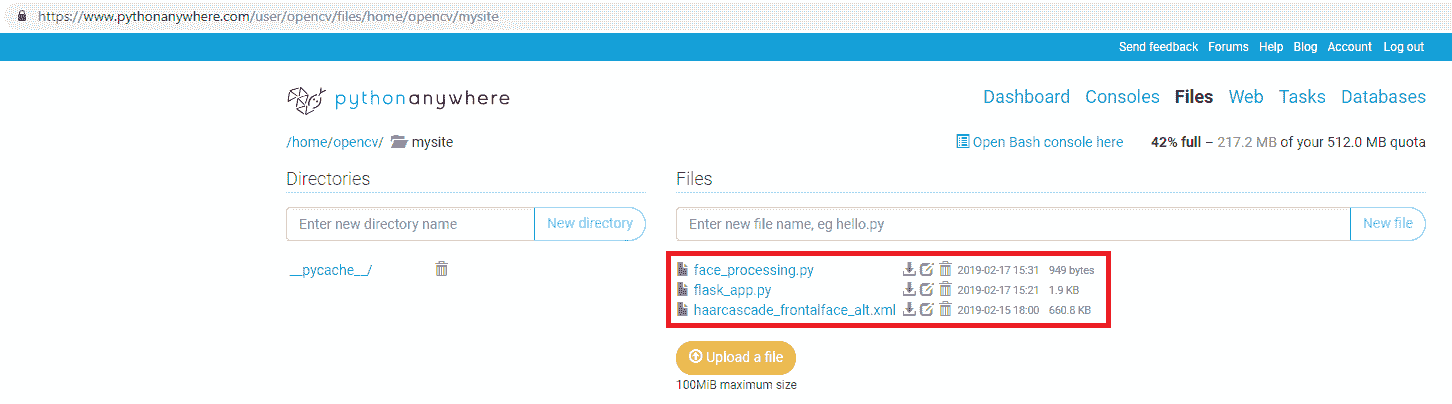 https://www.pythonanywhere.com/user/opencv/files/home/opencv/mysite
Send feedback Forums Help Blog Account Log out
pythonanywhere
Dashboard Consoles Files Web Tasks Databases
/home/opencv/ mysite
Open Bash console here 42% full – 217.2 MB of your 512.0 MB quota
Directories
Files
Enter new directory name New directory
Enter new file name, eg hello.py New file
__pycache__/
face_processing.py 2019-02-17 15:31 949 bytes
flask_app.py 2019-02-17 15:21 1.9 KB
haarcascade_frontalface_alt.xml 2019-02-15 18:00 660.8 KB
Upload a file
100MiB maximum size